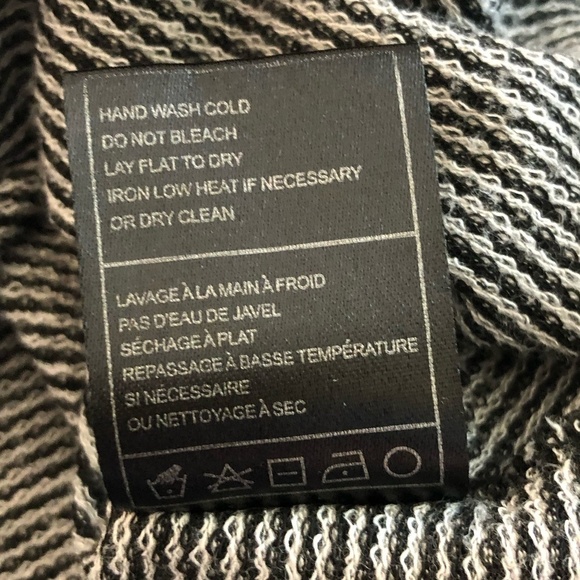 HAND WASH COLD
DO NOT BLEACH
LAY FLAT TO DRY
IRON LOW HEAT IF NECESSARY
OR DRY CLEAN
LAVAGE À LA MAIN À FROID
PAS D'EAU DE JAVEL
SÉCHAGE À PLAT
REPASSAGE À BASSE TEMPÉRATURE
SI NÉCESSAIRE
OU NETTOYAGE À SEC